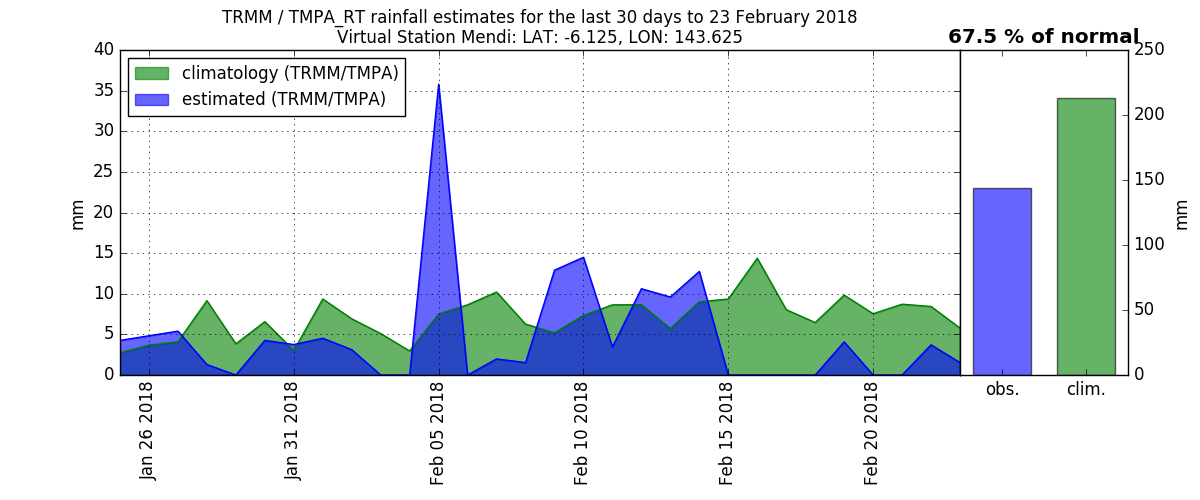 TRMM / TMPA_RT rainfall estimates for the last 30 days to 23 February 2018
Virtual Station Mendi: LAT: -6.125, LON: 143.625
67.5 % of normal
climatology (TRMM/TMPA)
estimated (TRMM/TMPA)
40
35
30
25
20
15
10
5
0
mm
Jan 26 2018
Jan 31 2018
Feb 05 2018
Feb 10 2018
Feb 15 2018
Feb 20 2018
250
200
150
100
50
0
mm
obs.
clim.